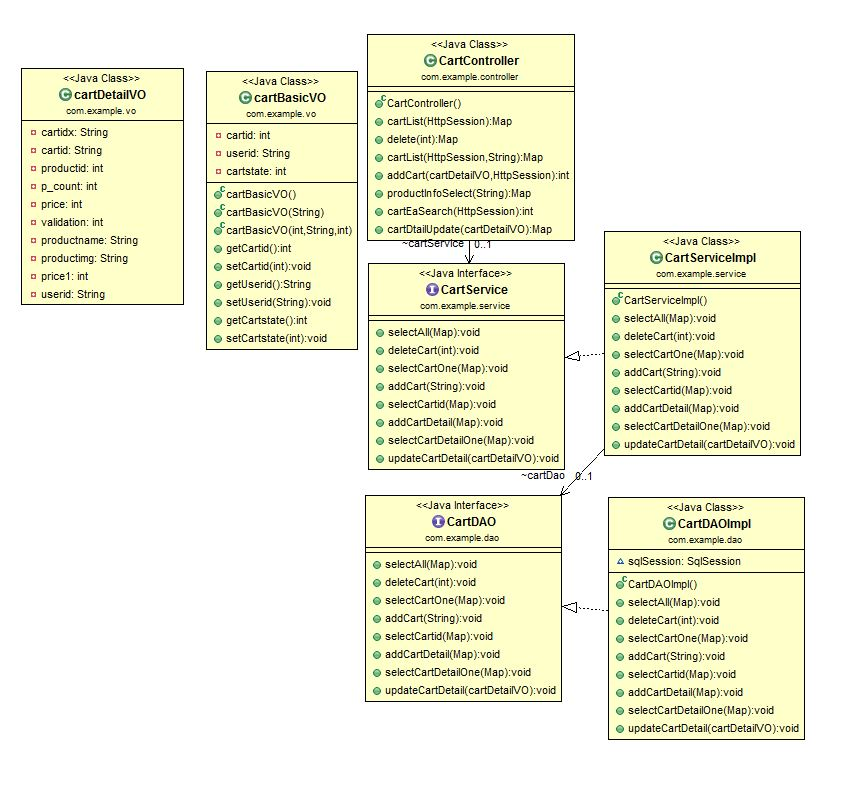 <<Java Class>>
cartDetailVO
com.example.vo
cartidx: String
cartid: String
productid: int
p_count: int
price: int
validation: int
productname: String
productimg: String
price1: int
userid: String
<<Java Class>>
cartBasicVO
com.example.vo
cartid: int
userid: String
cartstate: int
cartBasicVO()
cartBasicVO(String)
cartBasicVO(int,String,int)
getCartid():int
setCartid(int):void
getUserid():String
setUserid(String):void
getCartstate():int
setCartstate(int):void
<<Java Class>>
CartController
com.example.controller
CartController()
cartList(HttpSession):Map
delete(int):Map
cartList(HttpSession,String):Map
addCart(cartDetailVO,HttpSession):int
productInfoSelect(String):Map
cartEaSearch(HttpSession):int
cartDtailUpdate(cartDetailVO):Map
~cartService 0..1
<<Java Interface>>
CartService
com.example.service
selectAll(Map):void
deleteCart(int):void
selectCartOne(Map):void
addCart(String):void
selectCartid(Map):void
addCartDetail(Map):void
selectCartDetailOne(Map):void
updateCartDetail(cartDetailVO):void
<<Java Class>>
CartServiceImpl
com.example.service
CartServiceImpl()
selectAll(Map):void
deleteCart(int):void
selectCartOne(Map):void
addCart(String):void
selectCartid(Map):void
addCartDetail(Map):void
selectCartDetailOne(Map):void
updateCartDetail(cartDetailVO):void
~cartDao 0..1
<<Java Interface>>
CartDAO
com.example.dao
selectAll(Map):void
deleteCart(int):void
selectCartOne(Map):void
addCart(String):void
selectCartid(Map):void
addCartDetail(Map):void
selectCartDetailOne(Map):void
updateCartDetail(cartDetailVO):void
<<Java Class>>
CartDAOImpl
com.example.dao
sqlSession: SqlSession
CartDAOImpl()
selectAll(Map):void
deleteCart(int):void
selectCartOne(Map):void
addCart(String):void
selectCartid(Map):void
addCartDetail(Map):void
selectCartDetailOne(Map):void
updateCartDetail(cartDetailVO):void